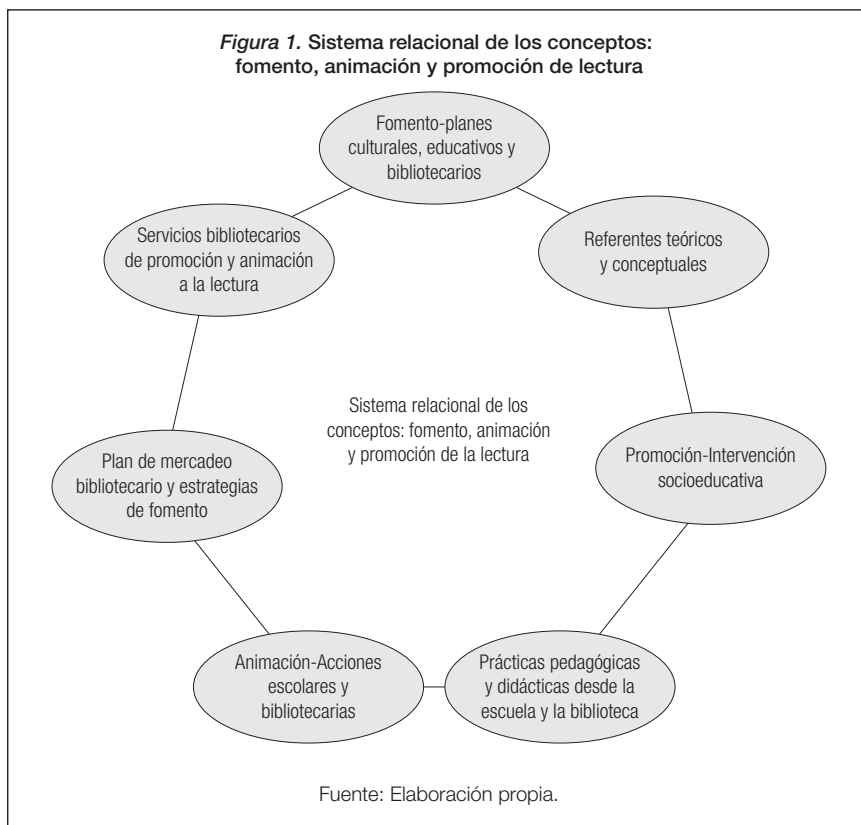 Figura 1. Sistema relacional de los conceptos:
fomento, animación y promoción de lectura
Fomento-planes
culturales, educativos y
bibliotecarios
Servicios bibliotecarios
de promoción y animación
a la lectura
Referentes teóricos
y conceptuales
Sistema relacional de los
conceptos: fomento, animación
y promoción de la lectura
Plan de mercadeo
bibliotecario y estrategias
de fomento
Promoción-Intervención
socioeducativa
Animación-Acciones
escolares y
bibliotecarias
Prácticas pedagógicas
y didácticas desde la
escuela y la biblioteca
Fuente: Elaboración propia.